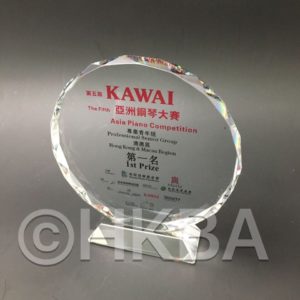 第五屆 KAWAI
The Fifth 亞洲鋼琴大賽
Asia Piano Competition
專業青年組
Professional Senior Group
港澳區
Hong Kong & Macau Region
第一名
1st Prize
©HKBA